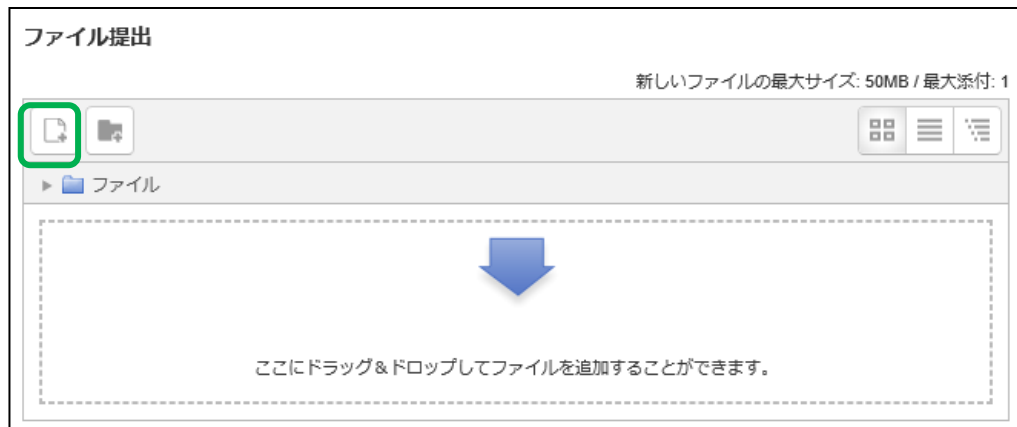 ファイル提出
新しいファイルの最大サイズ: 50MB / 最大添付: 1
ファイル
ここにドラッグ&ドロップしてファイルを追加することができます。